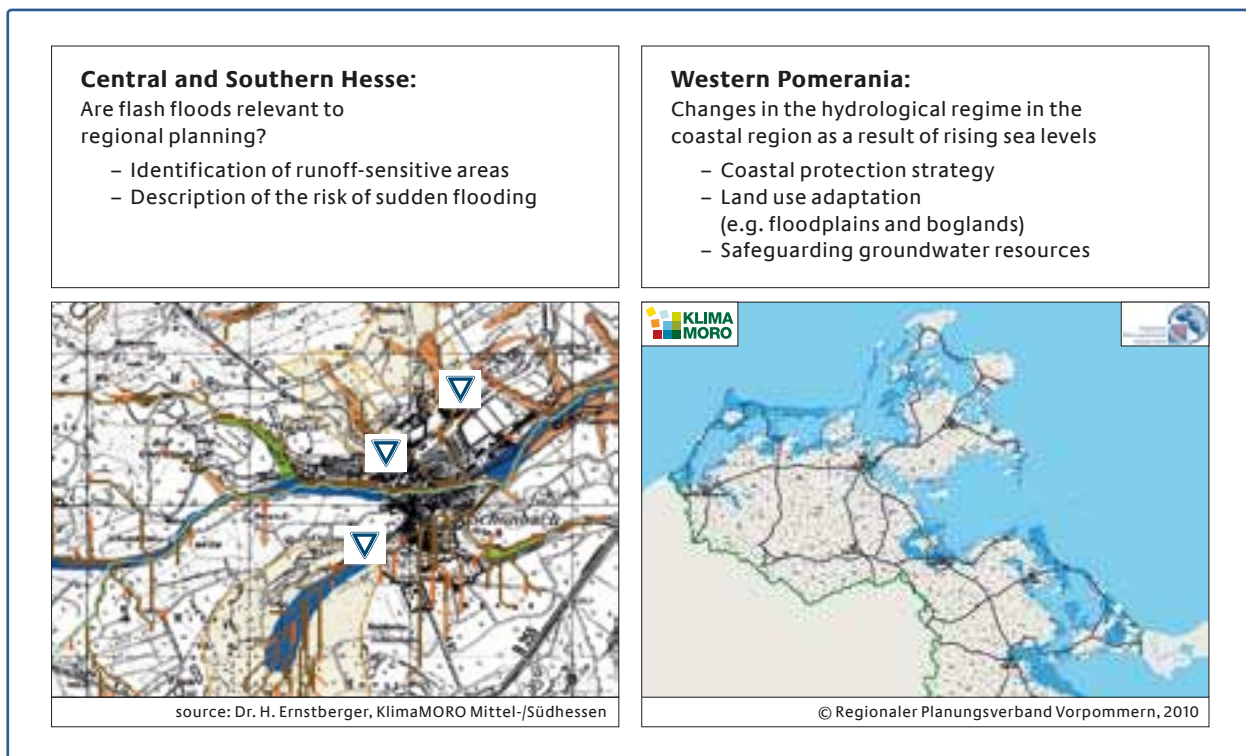 Central and Southern Hesse:
Are flash floods relevant to
regional planning?
– Identification of runoff-sensitive areas
– Description of the risk of sudden flooding
Western Pomerania:
Changes in the hydrological regime in the
coastal region as a result of rising sea levels
– Coastal protection strategy
– Land use adaptation
(e.g. floodplains and boglands)
– Safeguarding groundwater resources
KLIMA
MORO
source: Dr. H. Ernstberger, KlimaMORO Mittel-/Südhessen
© Regionaler Planungsverband Vorpommern, 2010